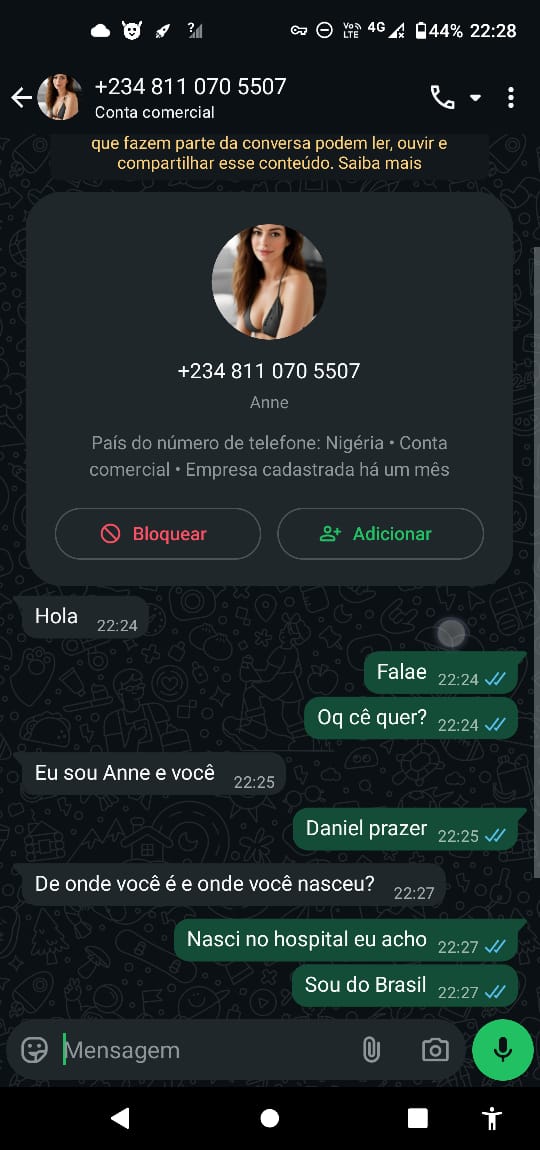 ? 4G 44% 22:28
+234 811 070 5507
Conta comercial
que fazem parte da conversa podem ler, ouvir e
compartilhar esse conteúdo. Saiba mais
+234 811 070 5507
Anne
País do número de telefone: Nigéria • Conta
comercial • Empresa cadastrada há um mês
Bloquear
Adicionar
Hola 22:24
Falae 22:24
Oq cê quer? 22:24
Eu sou Anne e você 22:25
Daniel prazer 22:25
De onde você é e onde você nasceu? 22:27
Nasci no hospital eu acho 22:27
Sou do Brasil 22:27
Mensagem